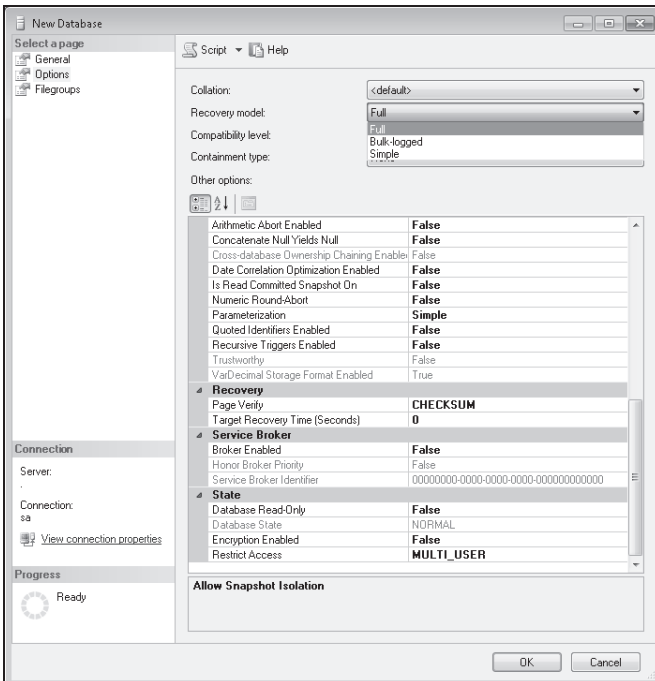 New Database
Select a page
General
Options
Filegroups
Script Help
Collation: <default>
Recovery model: Full
Full
Bulk-logged
Simple
Compatibility level:
Containment type:
Other options:
Arithmetic Abort Enabled False
Concatenate Null Yields Null False
Cross-database Ownership Chaining Enable False
Date Correlation Optimization Enabled False
Is Read Committed Snapshot On False
Numeric Round-Abort False
Parameterization Simple
Quoted Identifiers Enabled False
Recursive Triggers Enabled False
Trustworthy False
VarDecimal Storage Format Enabled True
Recovery
Page Verify CHECKSUM
Target Recovery Time (Seconds) 0
Service Broker
Broker Enabled False
Honor Broker Priority False
Service Broker Identifier 00000000-0000-0000-0000-000000000000
State
Database Read-Only False
Database State NORMAL
Encryption Enabled False
Restrict Access MULTI_USER
Allow Snapshot Isolation
Connection
Server:
.
Connection:
sa
View connection properties
Progress
Ready
OK Cancel